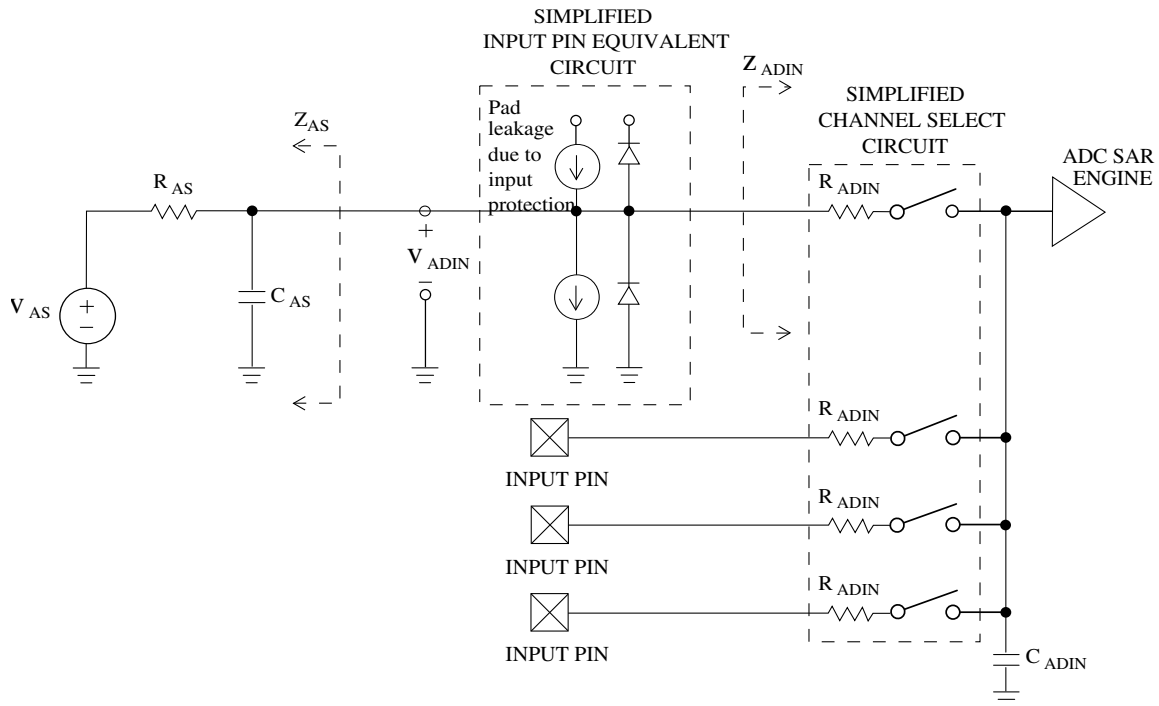 SIMPLIFIED
INPUT PIN EQUIVALENT
CIRCUIT
Z ADIN
Pad
leakage
due to
input
protection
SIMPLIFIED
CHANNEL SELECT
CIRCUIT
ADC SAR
ENGINE
Z AS
R AS
R ADIN
+
V ADIN
–
C AS
+
–
V AS
R ADIN
INPUT PIN
R ADIN
INPUT PIN
R ADIN
INPUT PIN
C ADIN